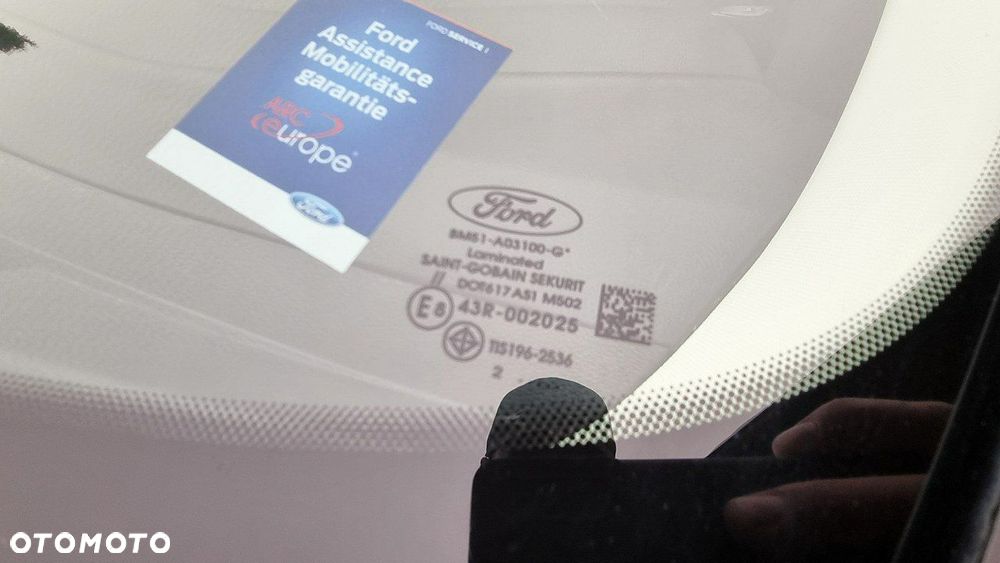 FORD SERVICE
Ford
Assistance
Mobilitäts-
garantie
ARC
europe
Ford
Ford
BM51-A03100-G*
Laminated
SAINT-GOBAIN SEKURIT
//
DOT617 AS1 M502
E8 43R-002025
115196-2536
2
OTOMOTO